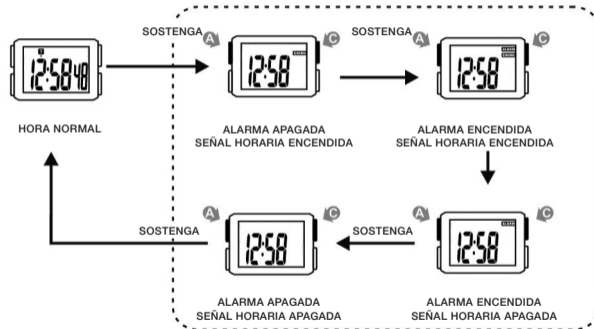 SOSTENGA
A
C
SOSTENGA
A
C
12:58 48
12:58
12:58
HORA NORMAL
ALARMA APAGADA
SEÑAL HORARIA ENCENDIDA
ALARMA ENCENDIDA
SEÑAL HORARIA ENCENDIDA
A
C
A
C
SOSTENGA
SOSTENGA
12:58
12:58
ALARMA APAGADA
SEÑAL HORARIA APAGADA
ALARMA ENCENDIDA
SEÑAL HORARIA APAGADA